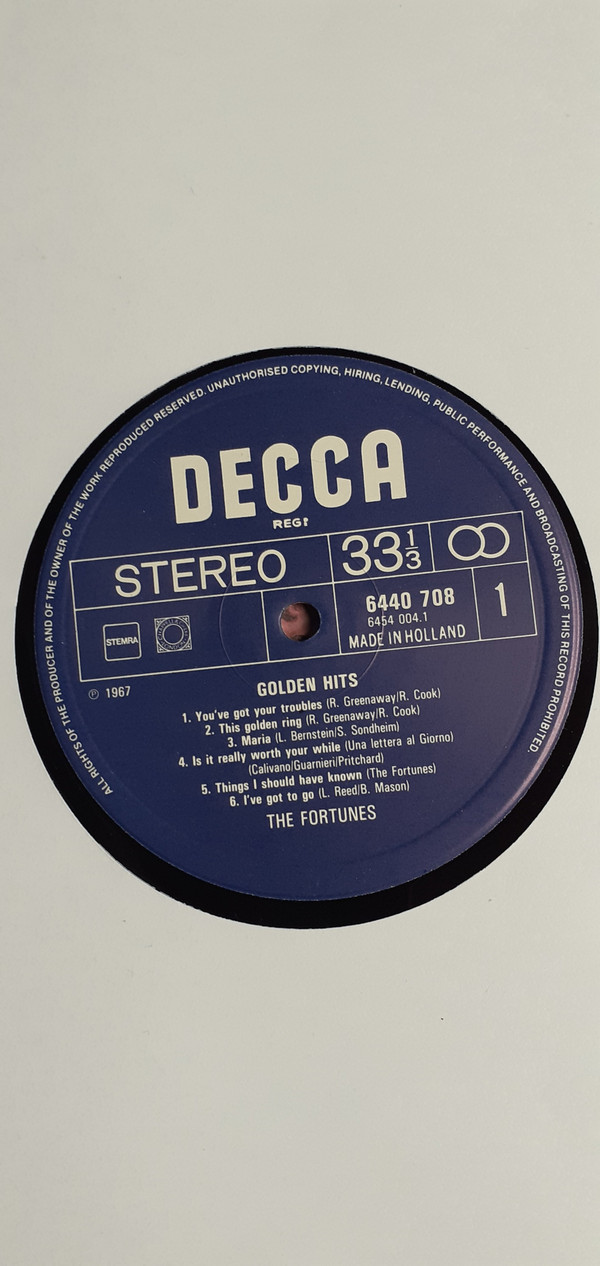 ALL RIGHTS OF THE PRODUCER AND OF THE OWNER OF THE WORK REPRODUCED RESERVED. UNAUTHORISED COPYING, HIRING, LENDING, PUBLIC PERFORMANCE AND BROADCASTING OF THIS RECORD PROHIBITED.
DECCA
REGT
STEREO
33 1/3
STEMRA
6440 708
6454 004.1
MADE IN HOLLAND
1
℗ 1967
GOLDEN HITS
1. You've got your troubles (R. Greenaway/R. Cook)
2. This golden ring (R. Greenaway/R. Cook)
3. Maria (L. Bernstein/S. Sondheim)
4. Is it really worth your while (Una lettera al Giorno)
(Calivano/Guarnieri/Pritchard)
5. Things I should have known (The Fortunes)
6. I've got to go (L. Reed/B. Mason)
THE FORTUNES